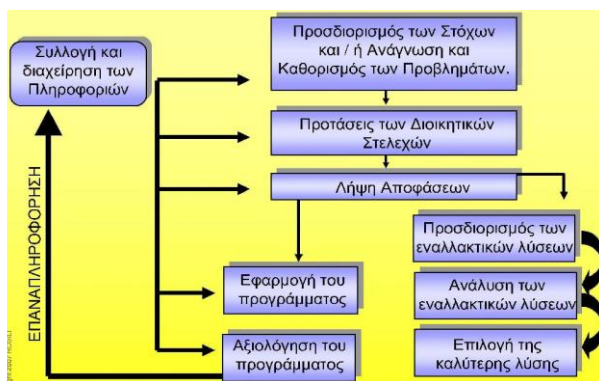 Συλλογή και
διαχείρηση των
Πληροφοριών
Προσδιορισμός των Στόχων
και / ή Ανάγνωση και
Καθορισμός των Προβλημάτων.
Προτάσεις των Διοικητικών
Στελεχών
Λήψη Αποφάσεων
Προσδιορισμός των
εναλλακτικών λύσεων
Ανάλυση των
εναλλακτικών λύσεων
Επιλογή της
καλύτερης λύσης
Εφαρμογή του
προγράμματος
Αξιολόγηση του
προγράμματος
ΕΠΑΝΑΠΛΗΡΟΦΟΡΗΣΗ